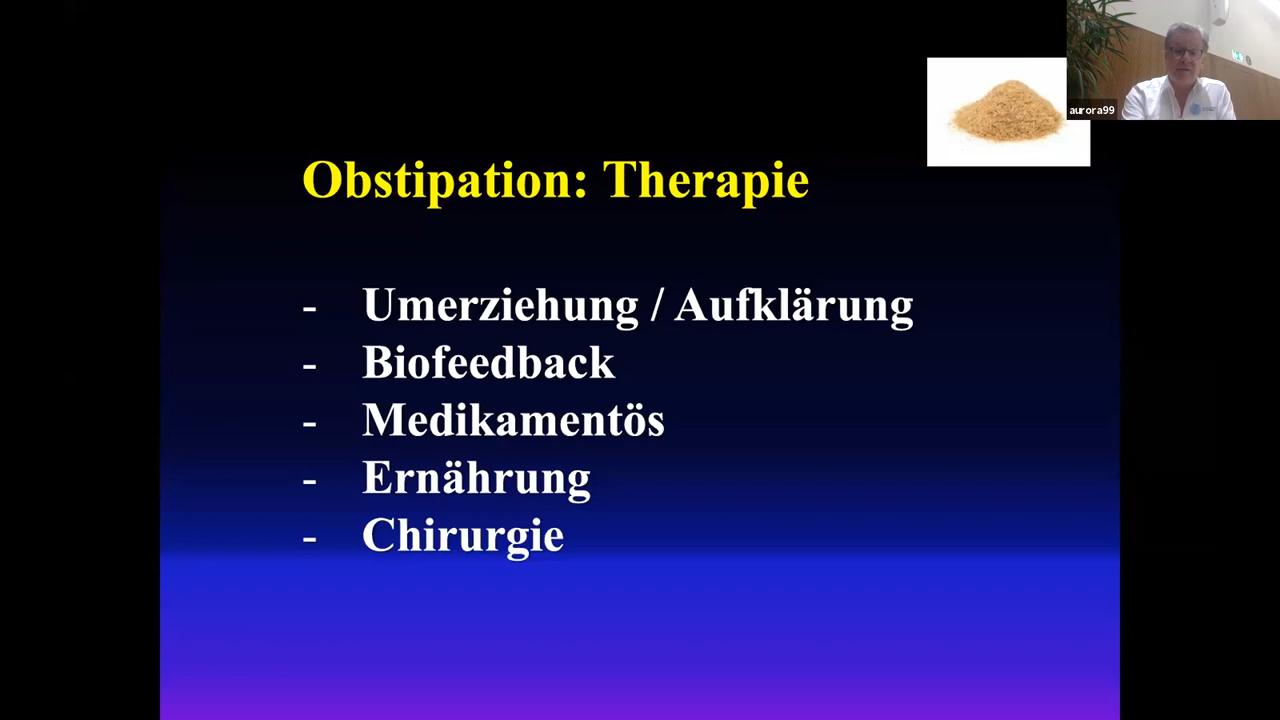 aurora99
Obstipation: Therapie
- Umerziehung / Aufklärung
- Biofeedback
- Medikamentös
- Ernährung
- Chirurgie